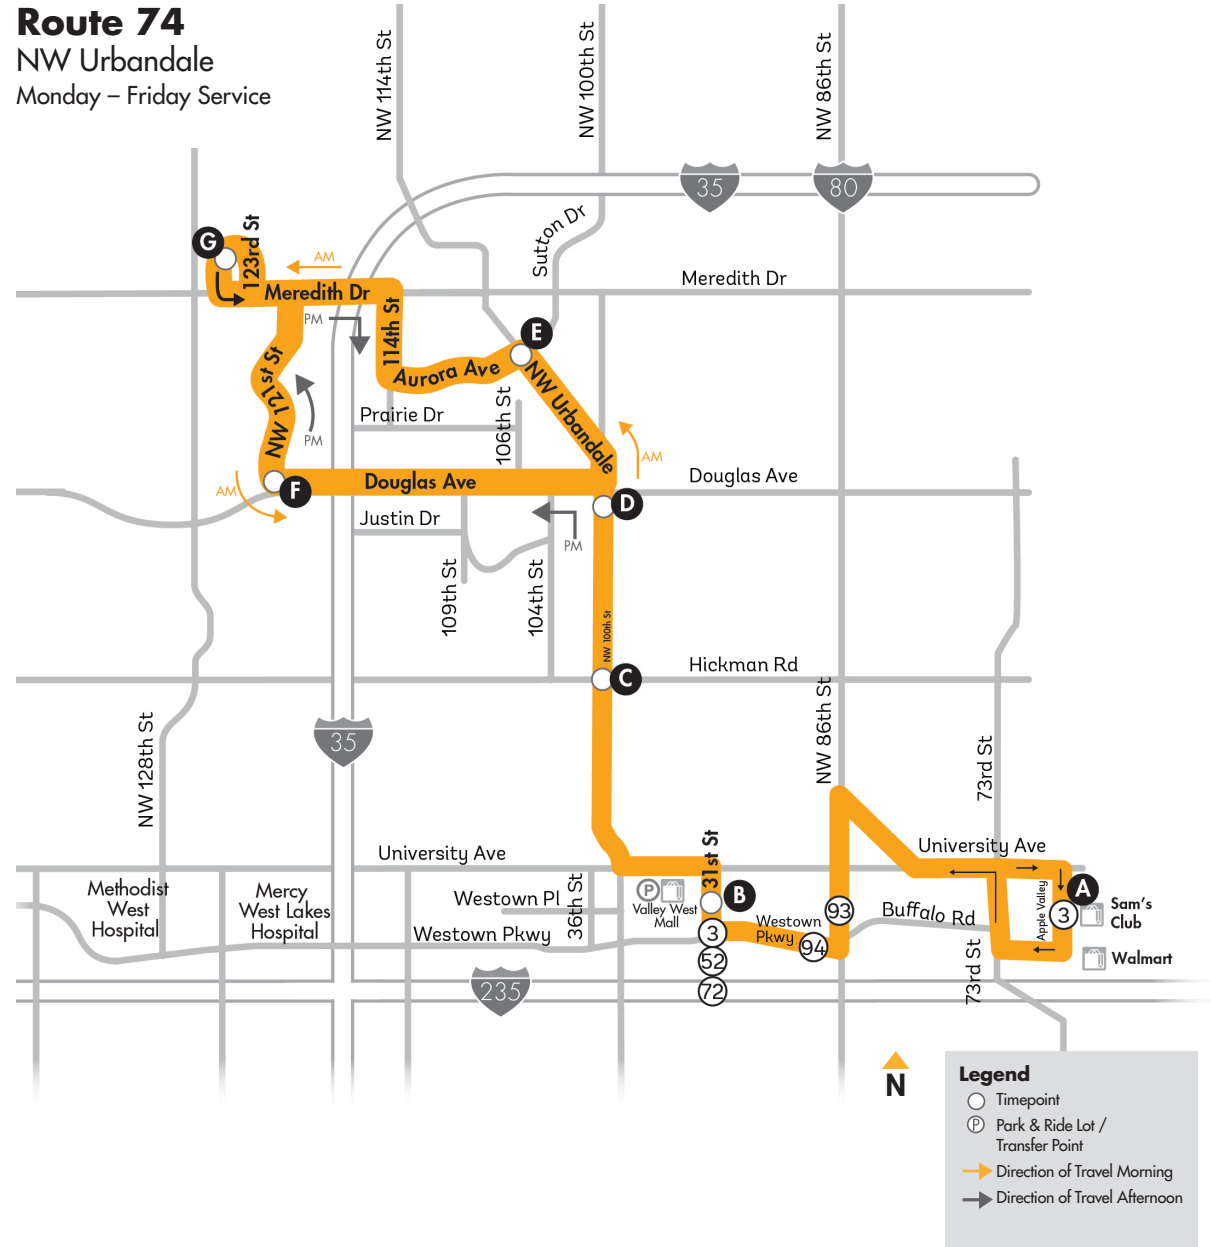 Route 74
NW Urbandale
Monday – Friday Service
NW 114th St
NW 100th St
NW 86th St
35
80
Sutton Dr
G
123rd St
AM
Meredith Dr
Meredith Dr
PM
114th St
E
NW 121st St
Aurora Ave
NW Urbandale
PM
Prairie Dr
106th St
AM
AM
F
Douglas Ave
Douglas Ave
D
Justin Dr
PM
109th St
104th St
NW 100th St
Hickman Rd
C
35
NW 128th St
NW 86th St
73rd St
University Ave
University Ave
31st St
Methodist
West
Hospital
Mercy
West Lakes
Hospital
Westown Pl
36th St
P
Valley West
Mall
B
A
Apple Valley
3
Sam's
Club
93
Buffalo Rd
Westown
Pkwy
94
Westown Pkwy
3
52
72
73rd St
Walmart
235
N
Legend
Timepoint
P
Park & Ride Lot /
Transfer Point
Direction of Travel Morning
Direction of Travel Afternoon